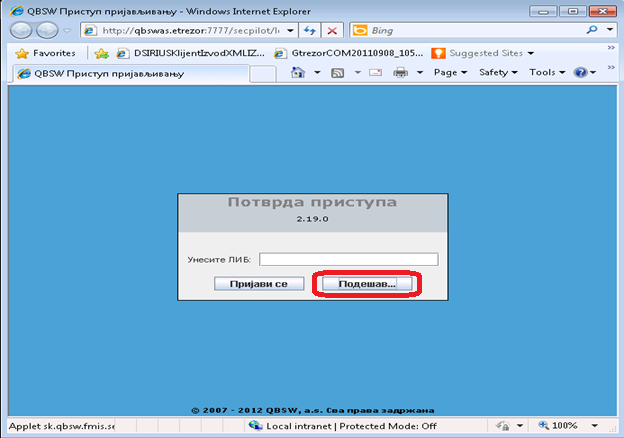 QBSW Приступ пријављивању - Windows Internet Explorer
http://qbswas.etrezor:7777/secpilot/l
Bing
Favorites DSIRIUSKlijentIzvodXMLIZ... GtrezorCOM20110908_105... Suggested Sites
QBSW Приступ пријављивању Page Safety Tools
Потврда приступа
2.19.0
Унесите ЛИБ:
Пријави се Подешав...
© 2007 - 2012 QBSW, a.s. Сва права задржана
Applet sk.qbsw.fmis.se Local intranet | Protected Mode: Off 100%